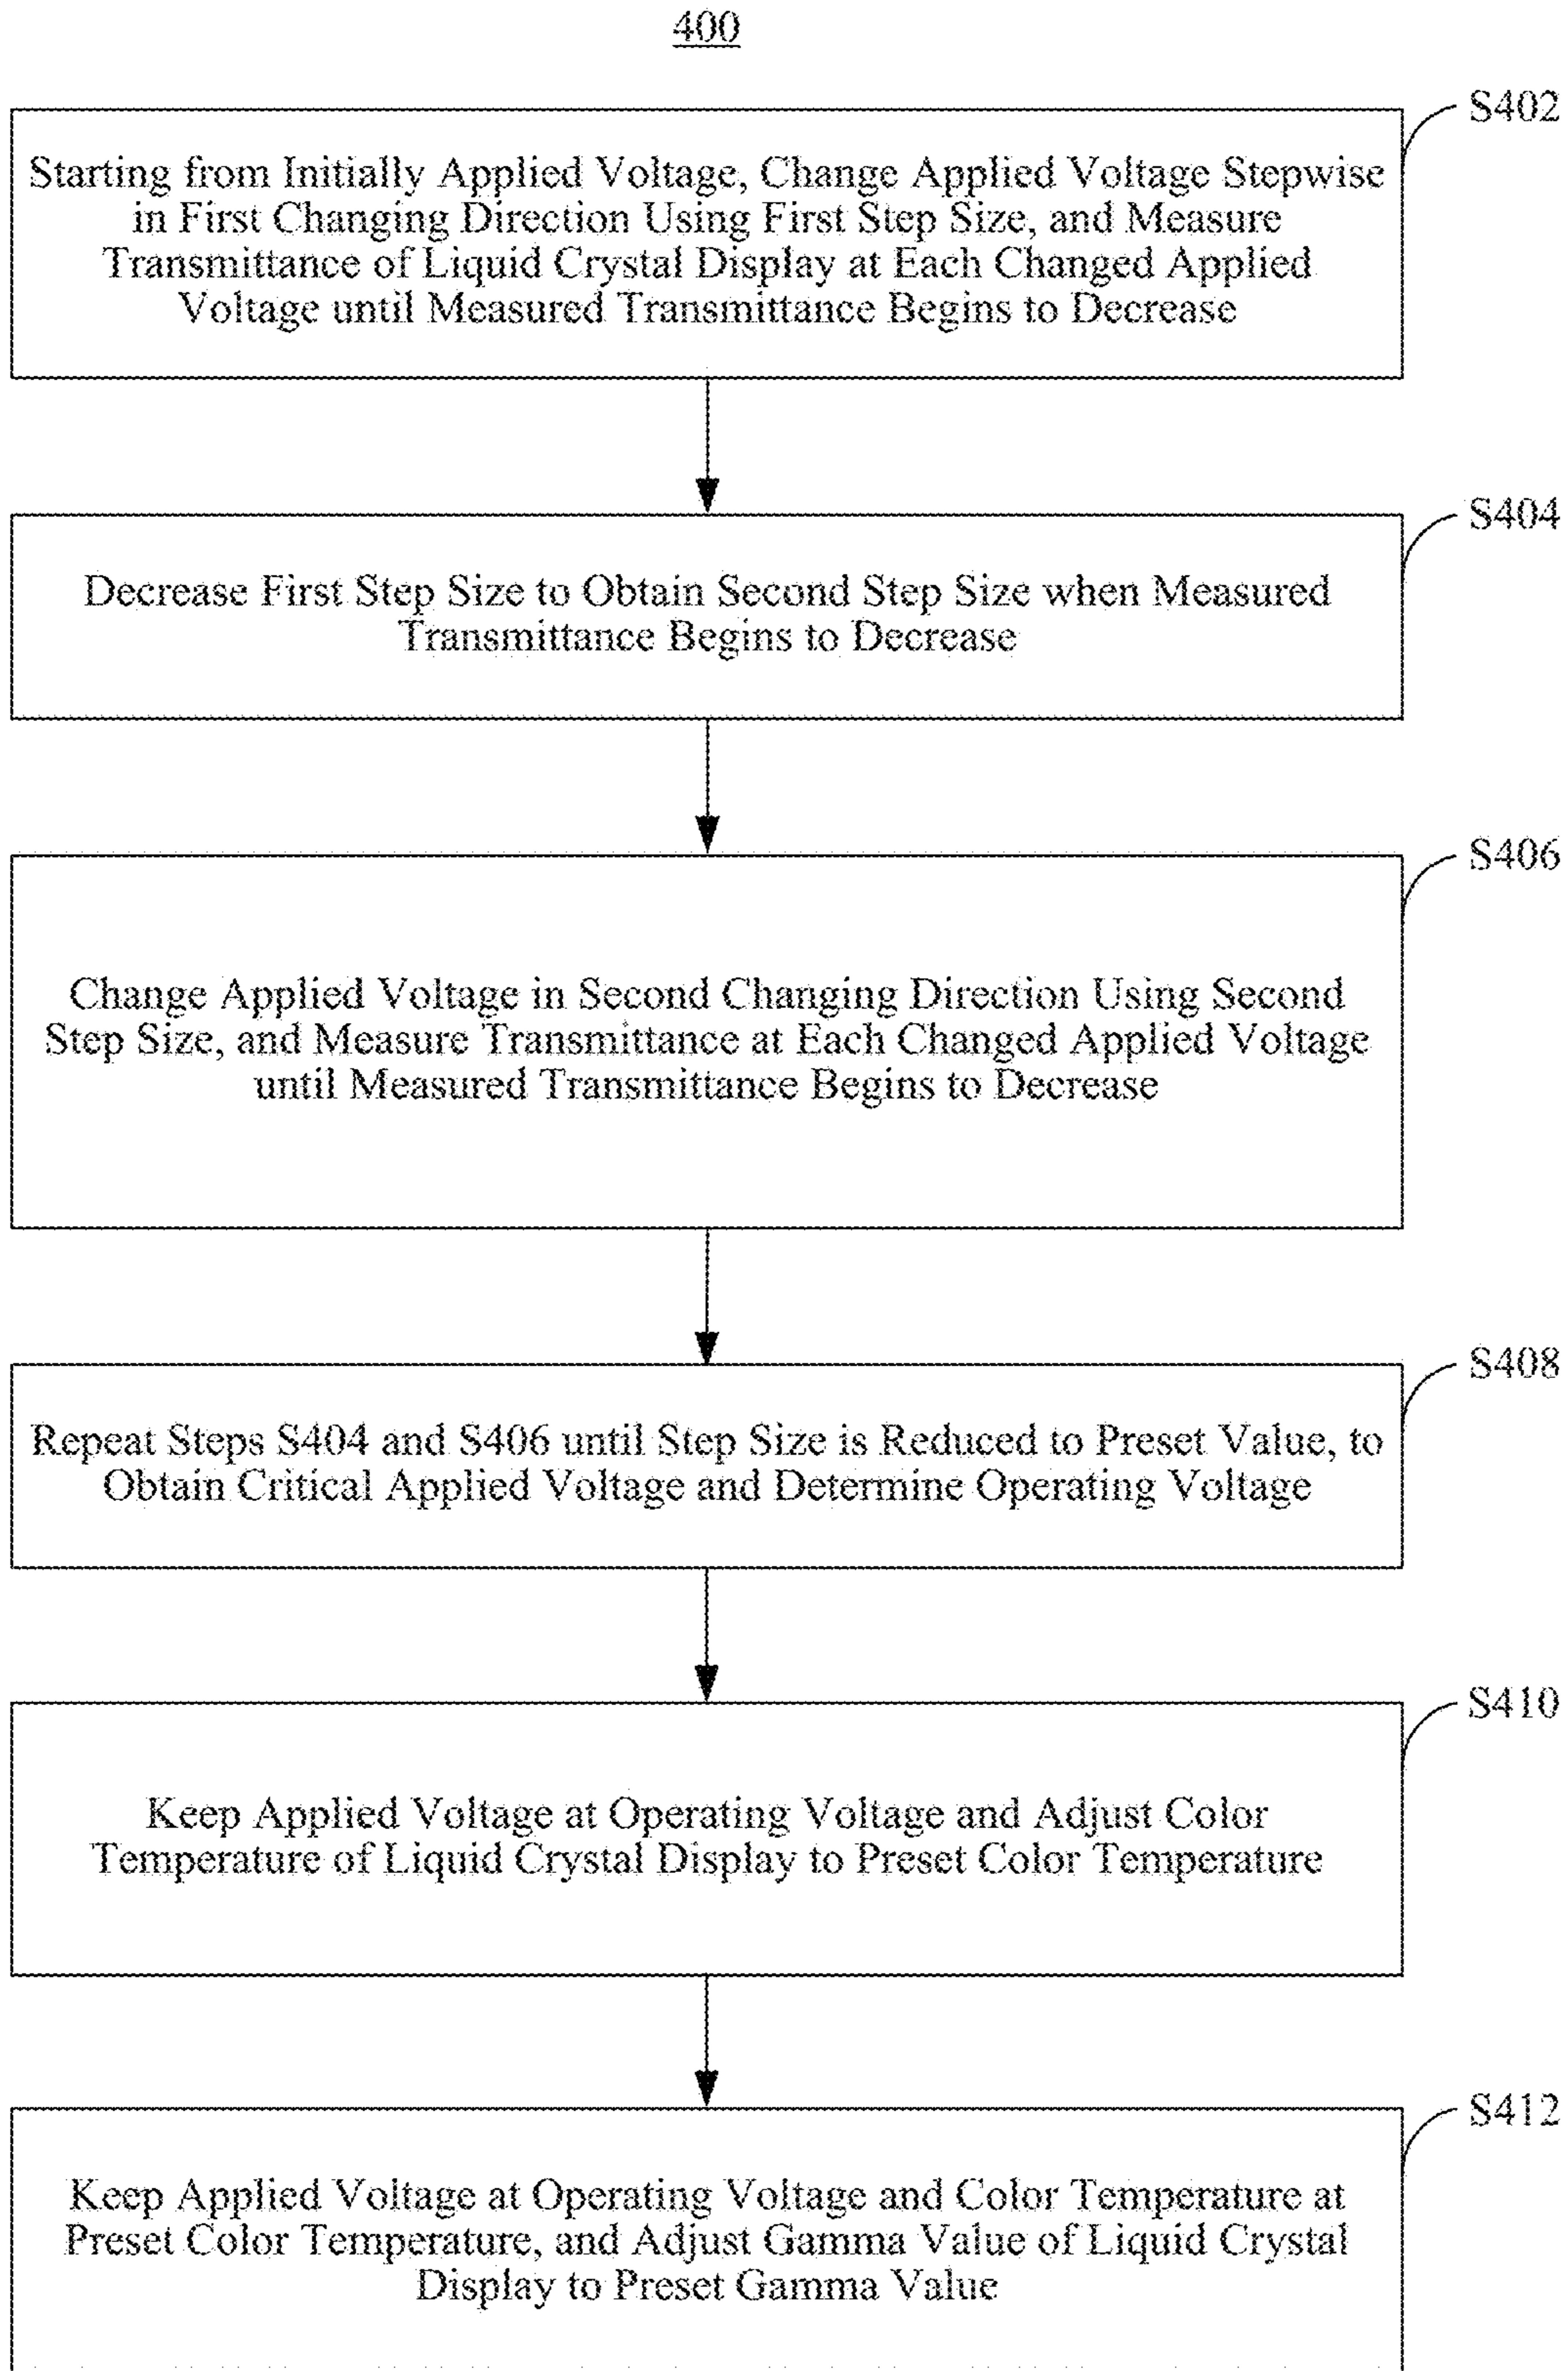 400
S402
Starting from Initially Applied Voltage, Change Applied Voltage Stepwise
in First Changing Direction Using First Step Size, and Measure
Transmittance of Liquid Crystal Display at Each Changed Applied
Voltage until Measured Transmittance Begins to Decrease
S404
Decrease First Step Size to Obtain Second Step Size when Measured
Transmittance Begins to Decrease
S406
Change Applied Voltage in Second Changing Direction Using Second
Step Size, and Measure Transmittance at Each Changed Applied Voltage
until Measured Transmittance Begins to Decrease
S408
Repeat Steps S404 and S406 until Step Size is Reduced to Preset Value, to
Obtain Critical Applied Voltage and Determine Operating Voltage
S410
Keep Applied Voltage at Operating Voltage and Adjust Color
Temperature of Liquid Crystal Display to Preset Color Temperature
S412
Keep Applied Voltage at Operating Voltage and Color Temperature at
Preset Color Temperature, and Adjust Gamma Value of Liquid Crystal
Display to Preset Gamma Value